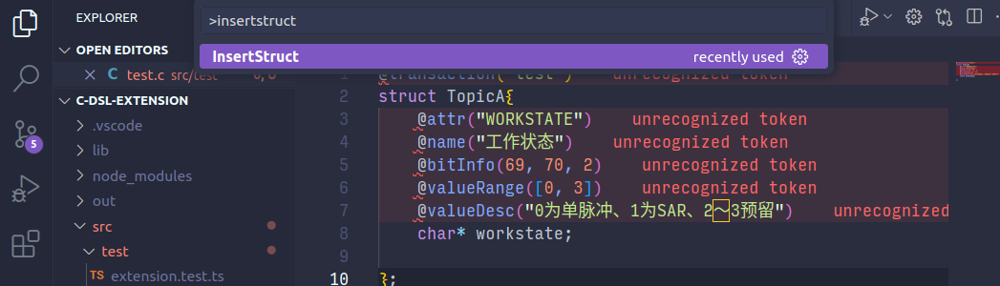 EXPLORER
>insertstruct
OPEN EDITORS
InsertStruct
recently used
test.c src/test
unrecognized token
C-DSL-EXTENSION
2 struct TopicA{
.vscode
3 @attr("WORKSTATE") unrecognized token
lib
4 @name("工作状态") unrecognized token
5
node_modules
5 @bitInfo(69, 70, 2) unrecognized token
out
6 @valueRange([0, 3]) unrecognized token
src
7 @valueDesc("0为单脉冲、1为SAR、2～3预留") unrecognized
test
8 char* workstate;
9
TS extension.test.ts
10 };